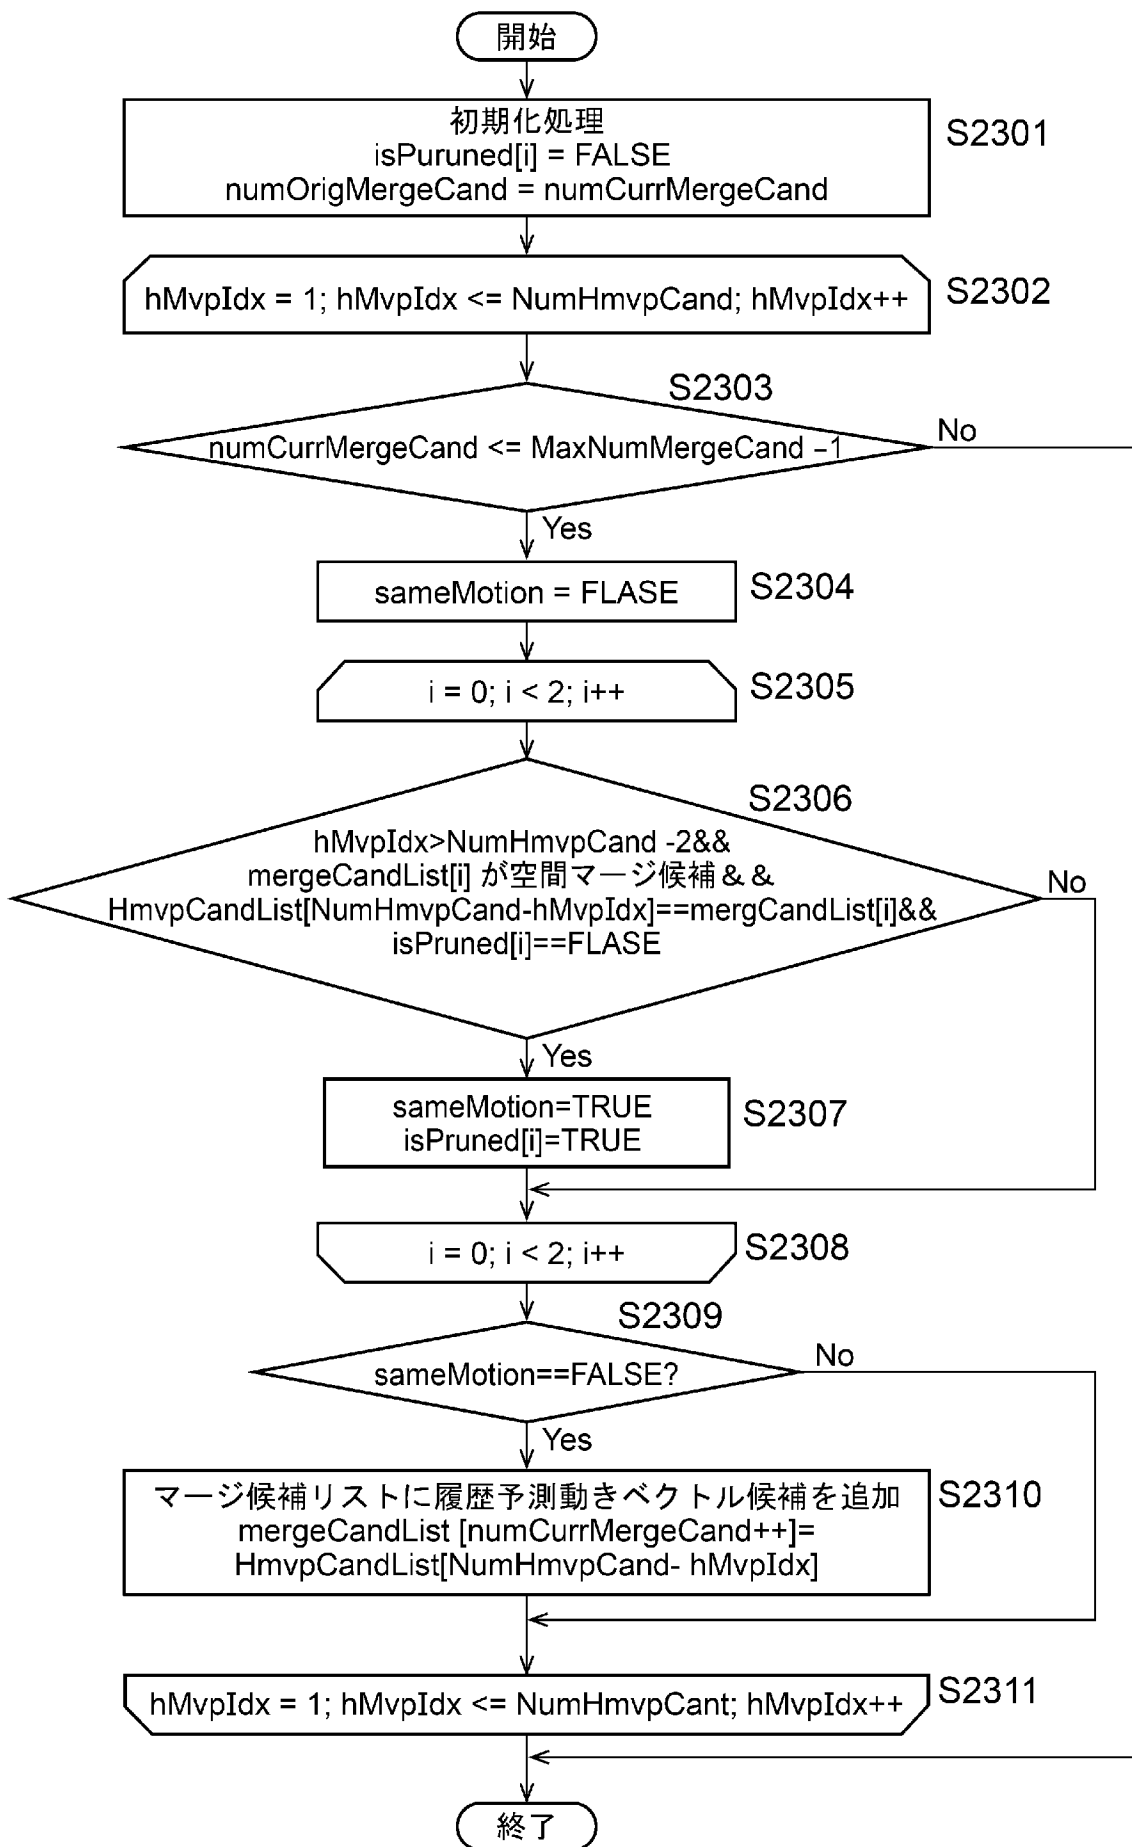 開始
初期化処理
isPuruned[i] = FALSE
numOrigMergeCand = numCurrMergeCand
S2301
hMvpIdx = 1; hMvpIdx <= NumHmvpCand; hMvpIdx++
S2302
S2303
numCurrMergeCand <= MaxNumMergeCand –1
No
Yes
sameMotion = FLASE
S2304
i = 0; i < 2; i++
S2305
S2306
hMvpIdx>NumHmvpCand -2&&
mergeCandList[i] が空間マージ候補&&
HmvpCandList[NumHmvpCand-hMvpIdx]==mergCandList[i]&&
isPruned[i]==FLASE
No
Yes
sameMotion=TRUE
isPruned[i]=TRUE
S2307
i = 0; i < 2; i++
S2308
S2309
sameMotion==FALSE?
No
Yes
マージ候補リストに履歴予測動きベクトル候補を追加
mergeCandList [numCurrMergeCand++]=
HmvpCandList[NumHmvpCand- hMvpIdx]
S2310
hMvpIdx = 1; hMvpIdx <= NumHmvpCant; hMvpIdx++
S2311
終了